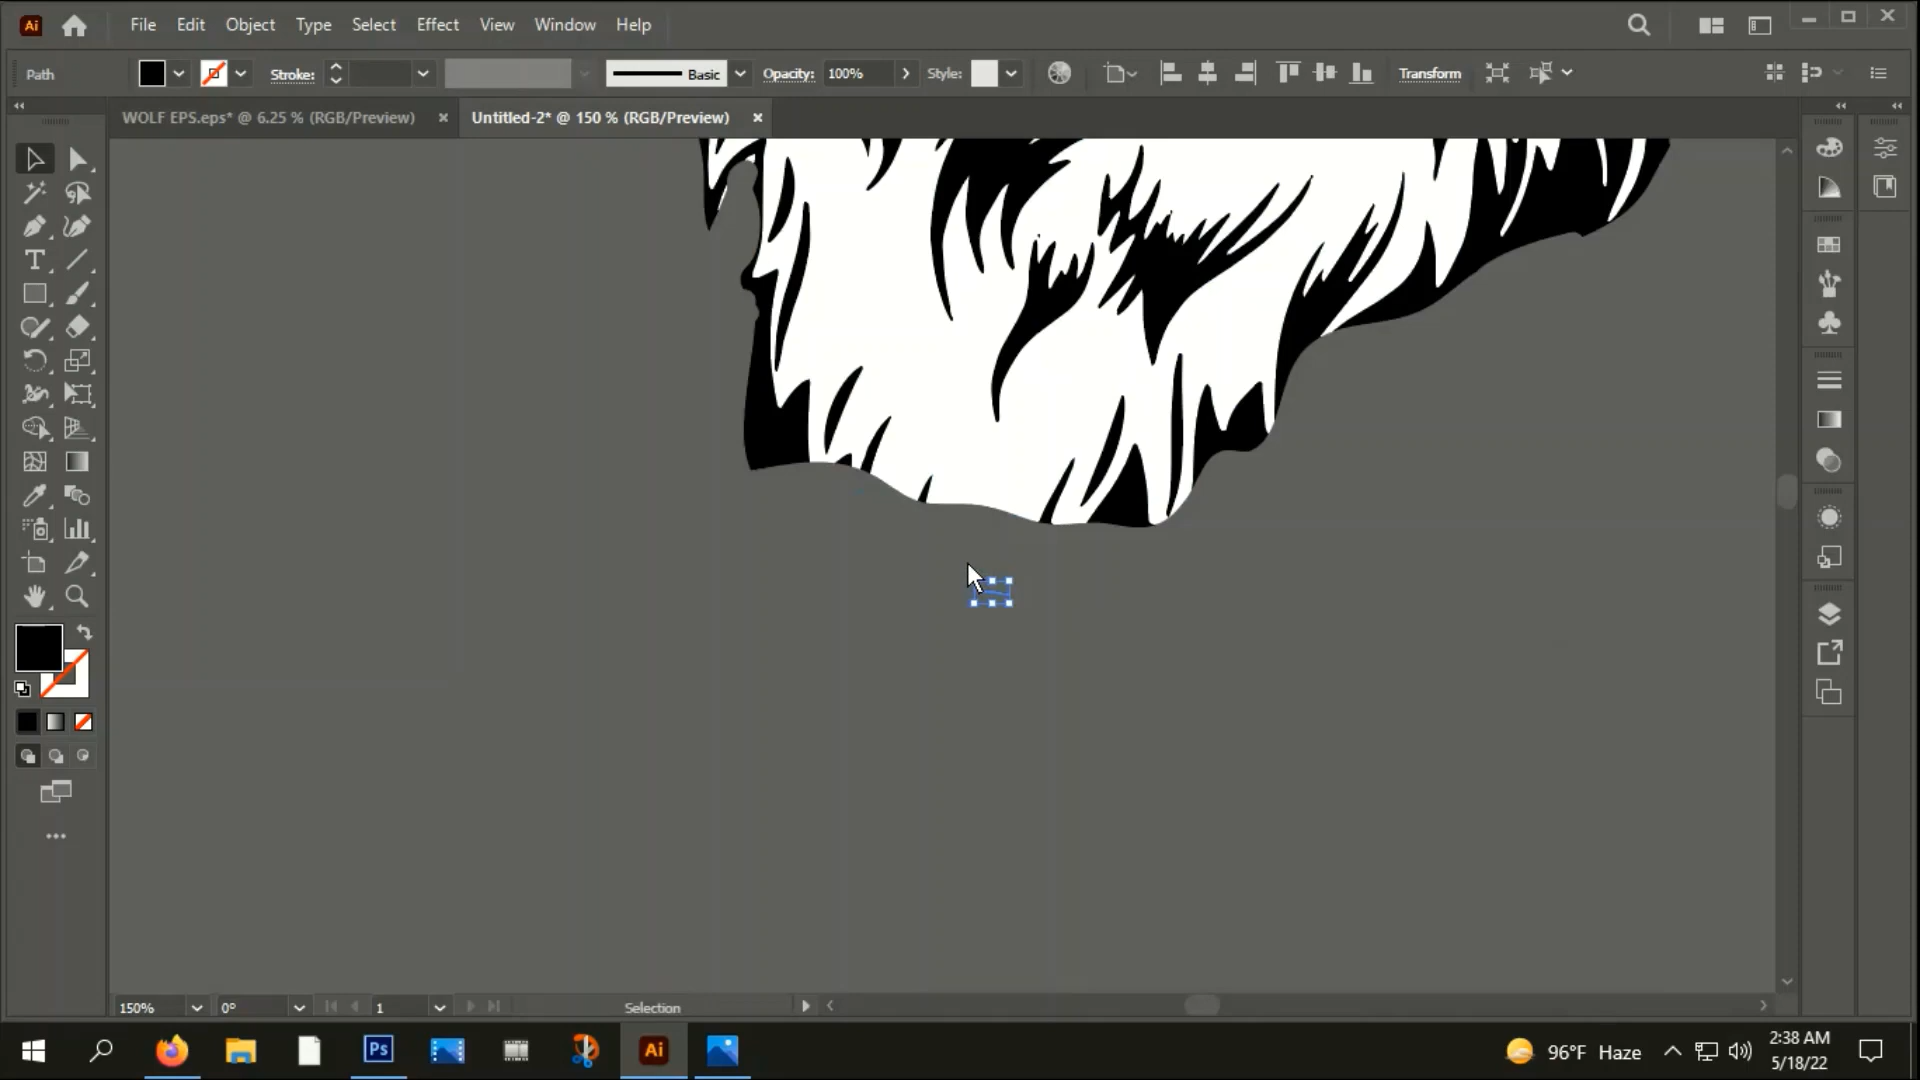 Ai File Edit Object Type Select Effect View Window Help
Path Stroke: Basic Opacity: 100% Style: Transform
WOLF EPS.eps* @ 6.25 % (RGB/Preview) × Untitled-2* @ 150 % (RGB/Preview) ×
T
150% 0° 1 Selection
Ps Ai 96°F Haze 2:38 AM
5/18/22